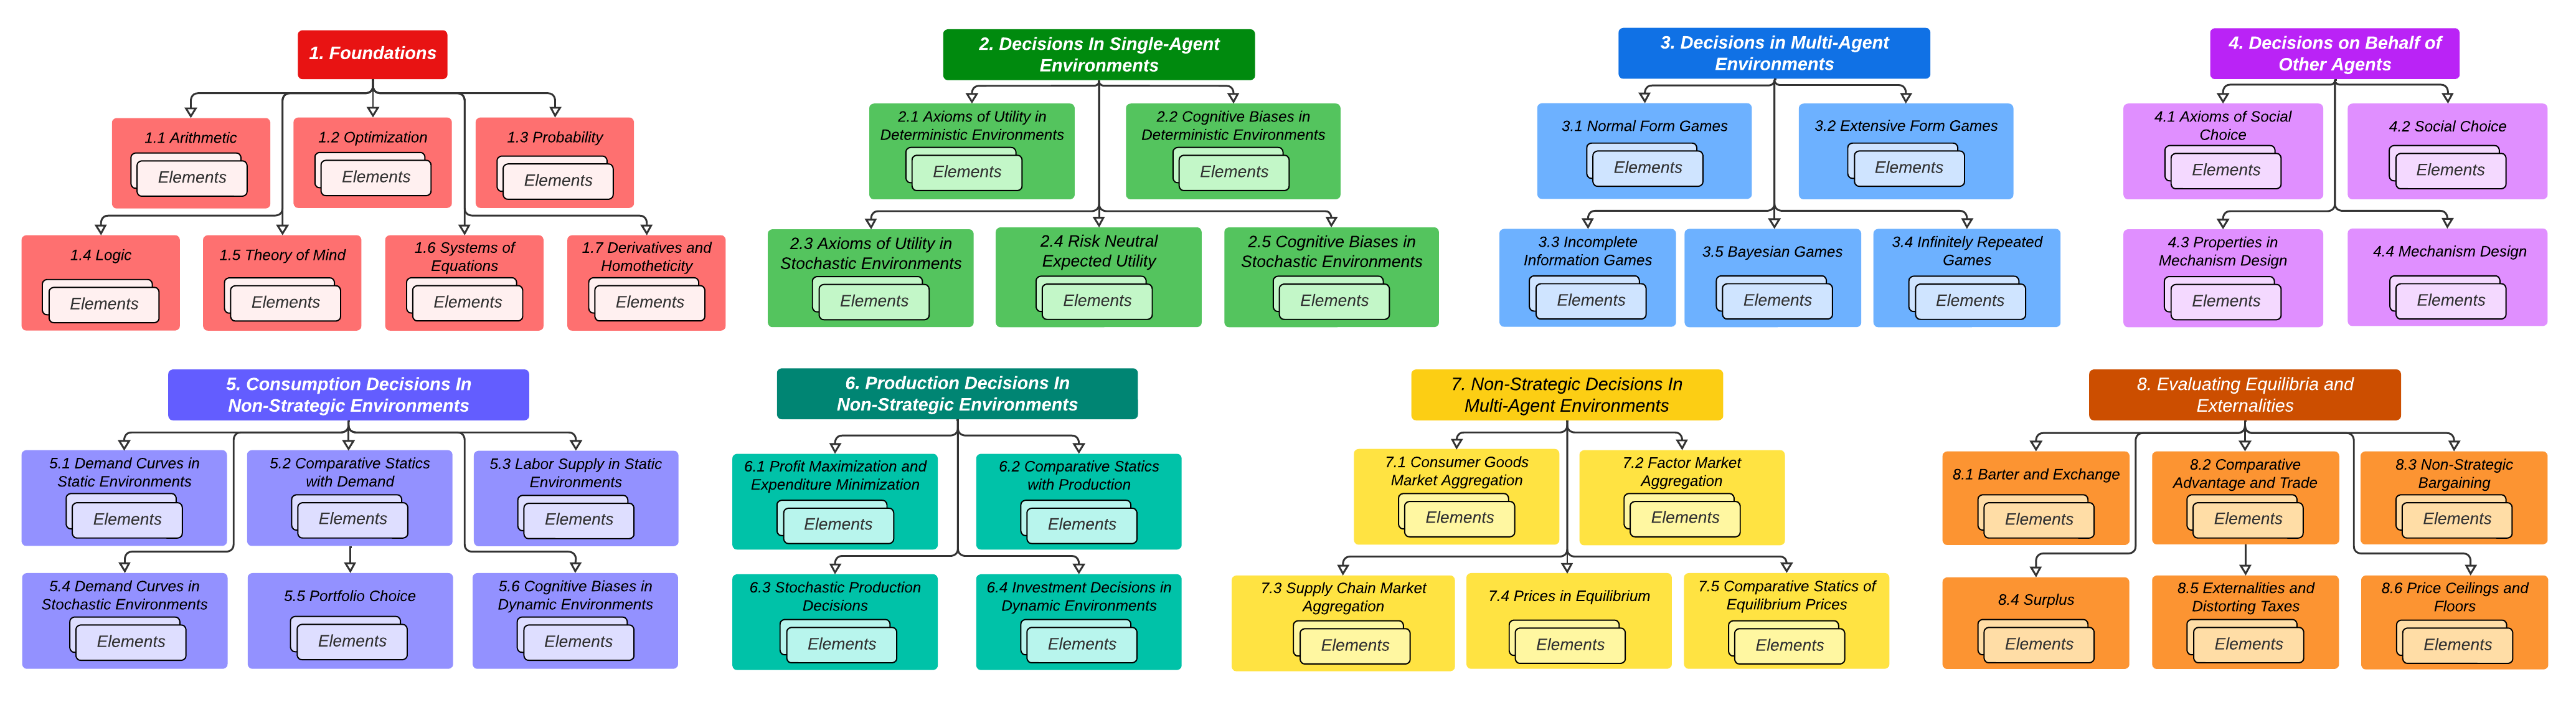 1. Foundations
1.1 Arithmetic
Elements
1.2 Optimization
Elements
1.3 Probability
Elements
1.4 Logic
Elements
1.5 Theory of Mind
Elements
1.6 Systems of
Equations
Elements
1.7 Derivatives and
Homotheticity
Elements
2. Decisions In Single-Agent
Environments
2.1 Axioms of Utility in
Deterministic Environments
Elements
2.2 Cognitive Biases in
Deterministic Environments
Elements
2.3 Axioms of Utility in
Stochastic Environments
Elements
2.4 Risk Neutral
Expected Utility
Elements
2.5 Cognitive Biases in
Stochastic Environments
Elements
3. Decisions in Multi-Agent
Environments
3.1 Normal Form Games
Elements
3.2 Extensive Form Games
Elements
3.3 Incomplete
Information Games
Elements
3.5 Bayesian Games
Elements
3.4 Infinitely Repeated
Games
Elements
4. Decisions on Behalf of
Other Agents
4.1 Axioms of Social
Choice
Elements
4.2 Social Choice
Elements
4.3 Properties in
Mechanism Design
Elements
4.4 Mechanism Design
Elements
5. Consumption Decisions In
Non-Strategic Environments
5.1 Demand Curves in
Static Environments
Elements
5.2 Comparative Statics
with Demand
Elements
5.3 Labor Supply in Static
Environments
Elements
5.4 Demand Curves in
Stochastic Environments
Elements
5.5 Portfolio Choice
Elements
5.6 Cognitive Biases in
Dynamic Environments
Elements
6. Production Decisions In
Non-Strategic Environments
6.1 Profit Maximization and
Expenditure Minimization
Elements
6.2 Comparative Statics
with Production
Elements
6.3 Stochastic Production
Decisions
Elements
6.4 Investment Decisions in
Dynamic Environments
Elements
7. Non-Strategic Decisions In
Multi-Agent Environments
7.1 Consumer Goods
Market Aggregation
Elements
7.2 Factor Market
Aggregation
Elements
7.3 Supply Chain Market
Aggregation
Elements
7.4 Prices in Equilibrium
Elements
7.5 Comparative Statics of
Equilibrium Prices
Elements
8. Evaluating Equilibria and
Externalities
8.1 Barter and Exchange
Elements
8.2 Comparative
Advantage and Trade
Elements
8.3 Non-Strategic
Bargaining
Elements
8.4 Surplus
Elements
8.5 Externalities and
Distorting Taxes
Elements
8.6 Price Ceilings and
Floors
Elements